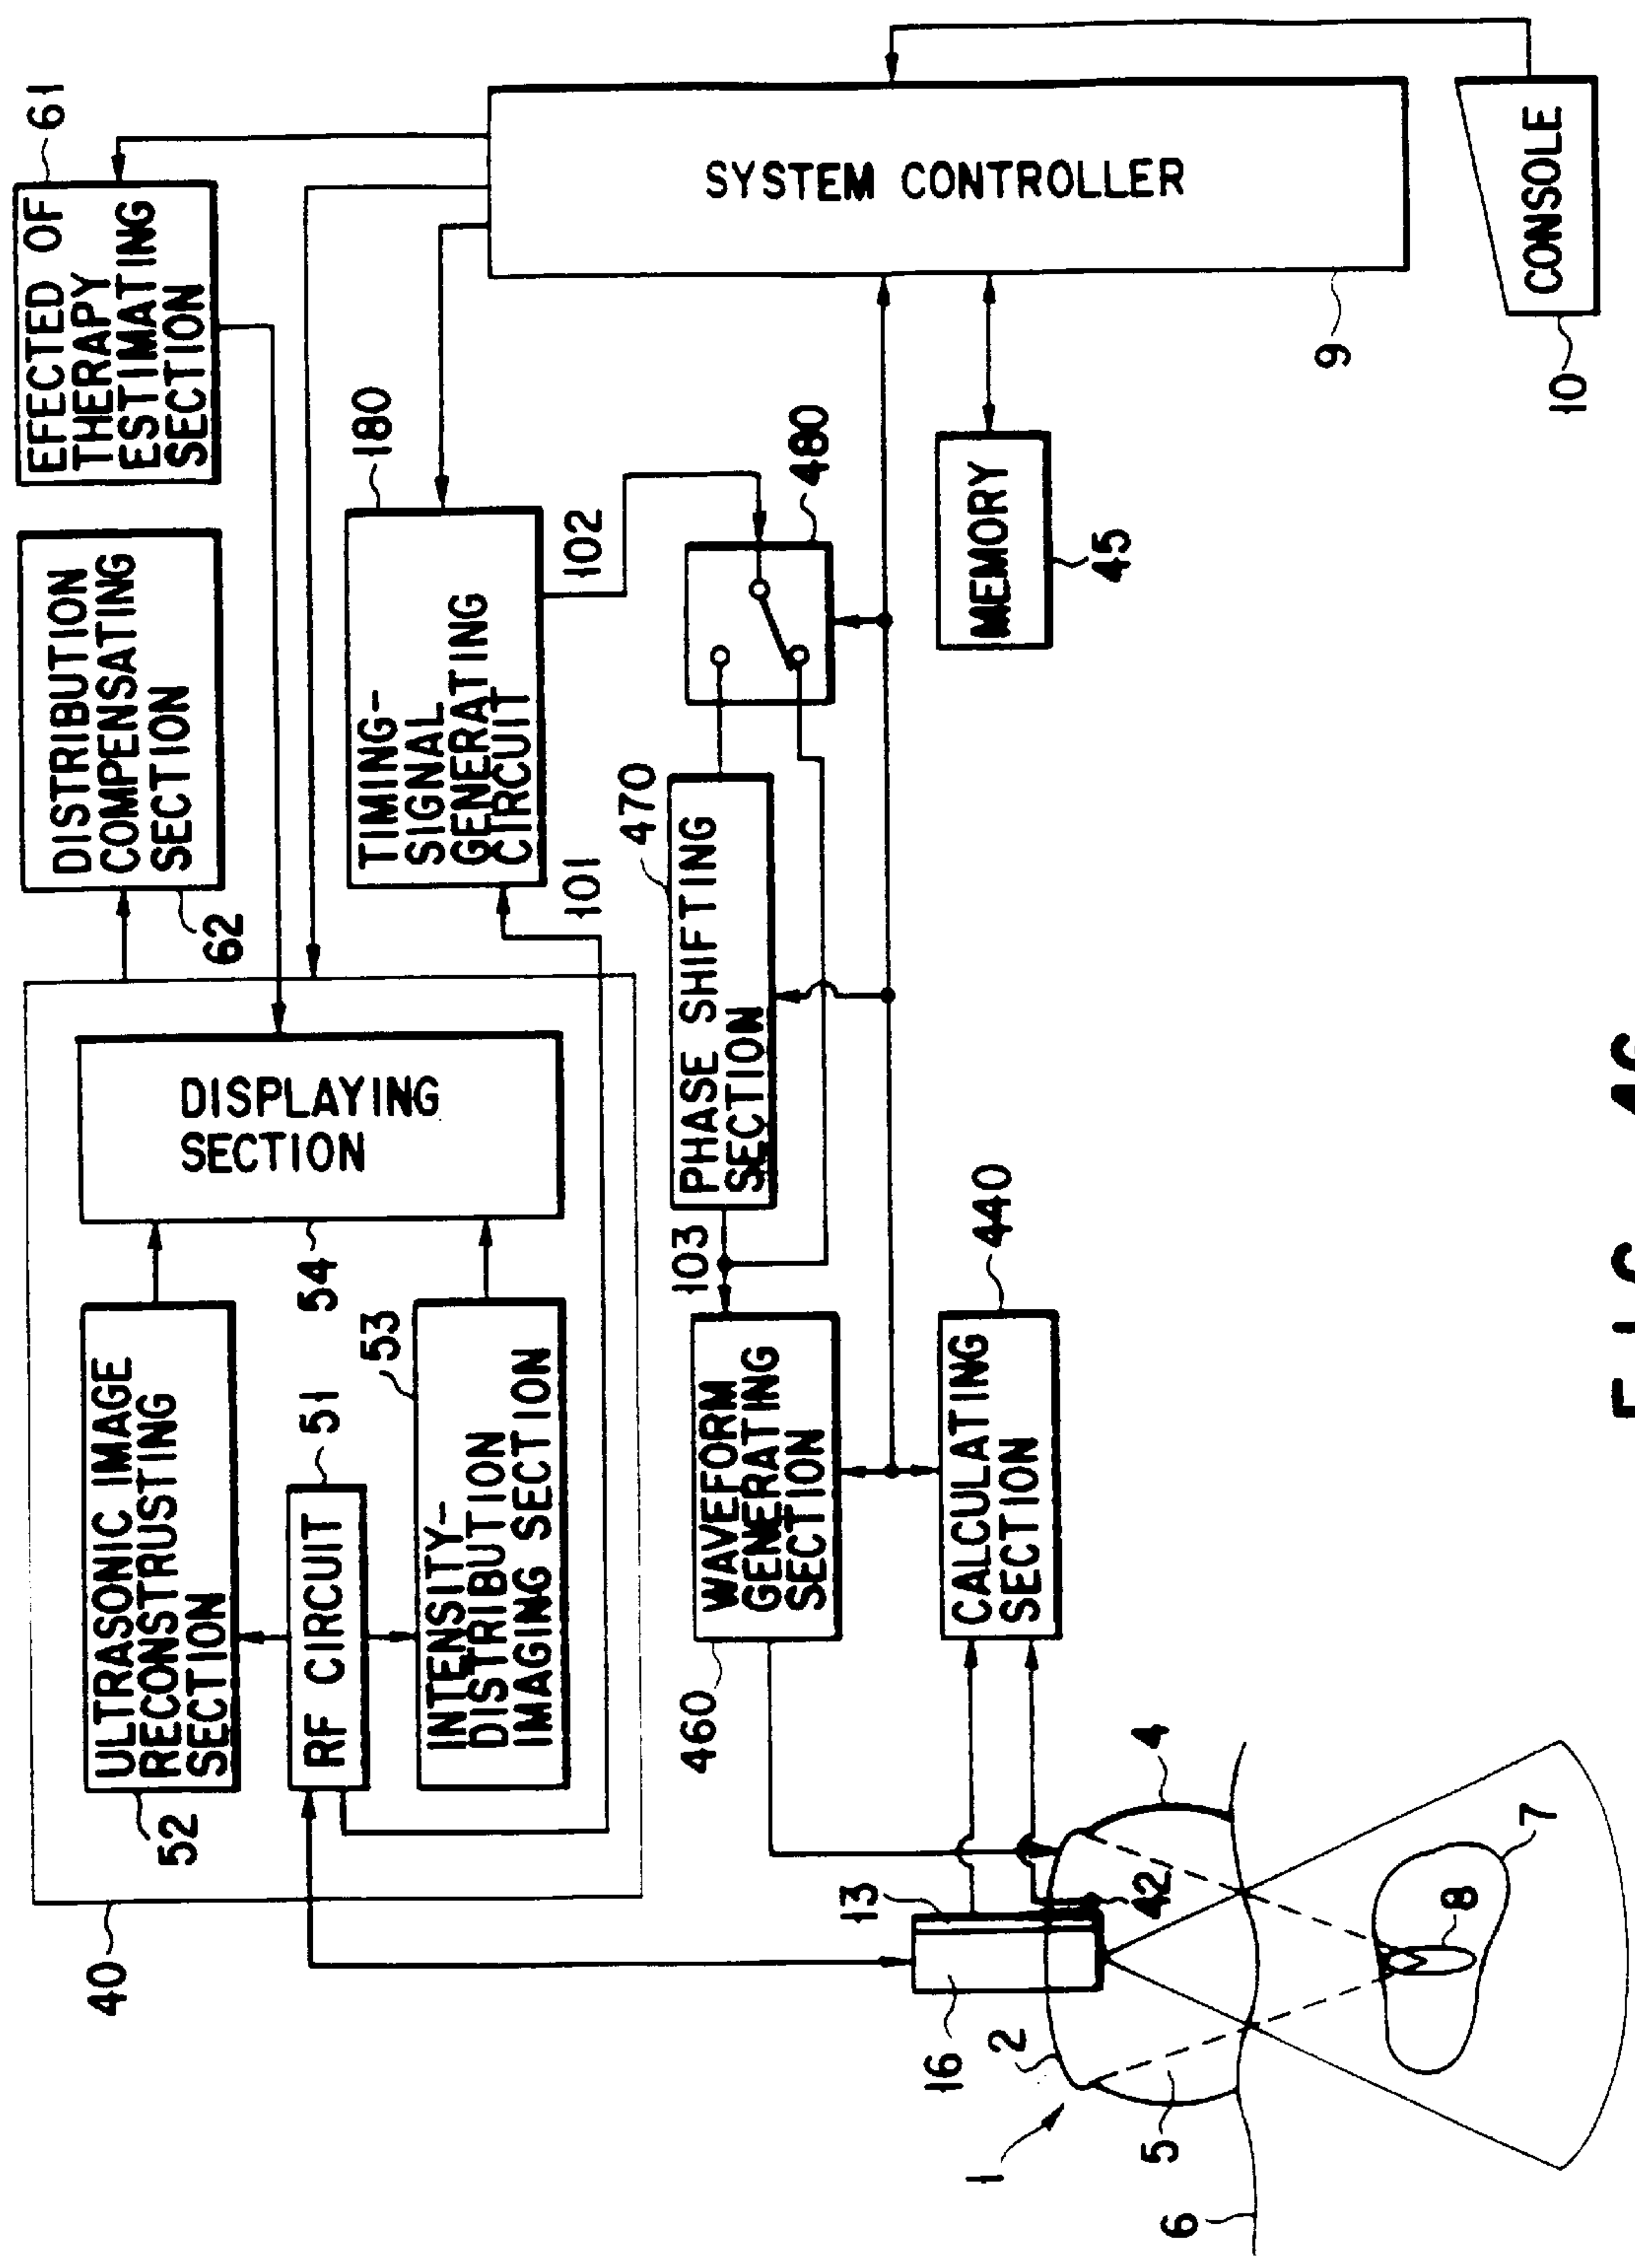 EFFECTED OF
THERAPY
ESTIMATING
SECTION
61
DISTRIBUTION
COMPENSATING
SECTION
62
TIMING-
SIGNAL
GENERATING
CIRCUIT
180
101
102
SYSTEM CONTROLLER
9
CONSOLE
10
MEMORY
45
480
PHASE SHIFTING
SECTION
470
103
WAVEFORM
GENERATING
SECTION
460
CALCULATING
SECTION
440
DISPLAYING
SECTION
54
ULTRASONIC IMAGE
RECONSTRUSTING
SECTION
52
RF CIRCUIT
51
INTENSITY-
DISTRIBUTION
IMAGING SECTION
53
40
13
16
42
1
2
4
5
6
7
8